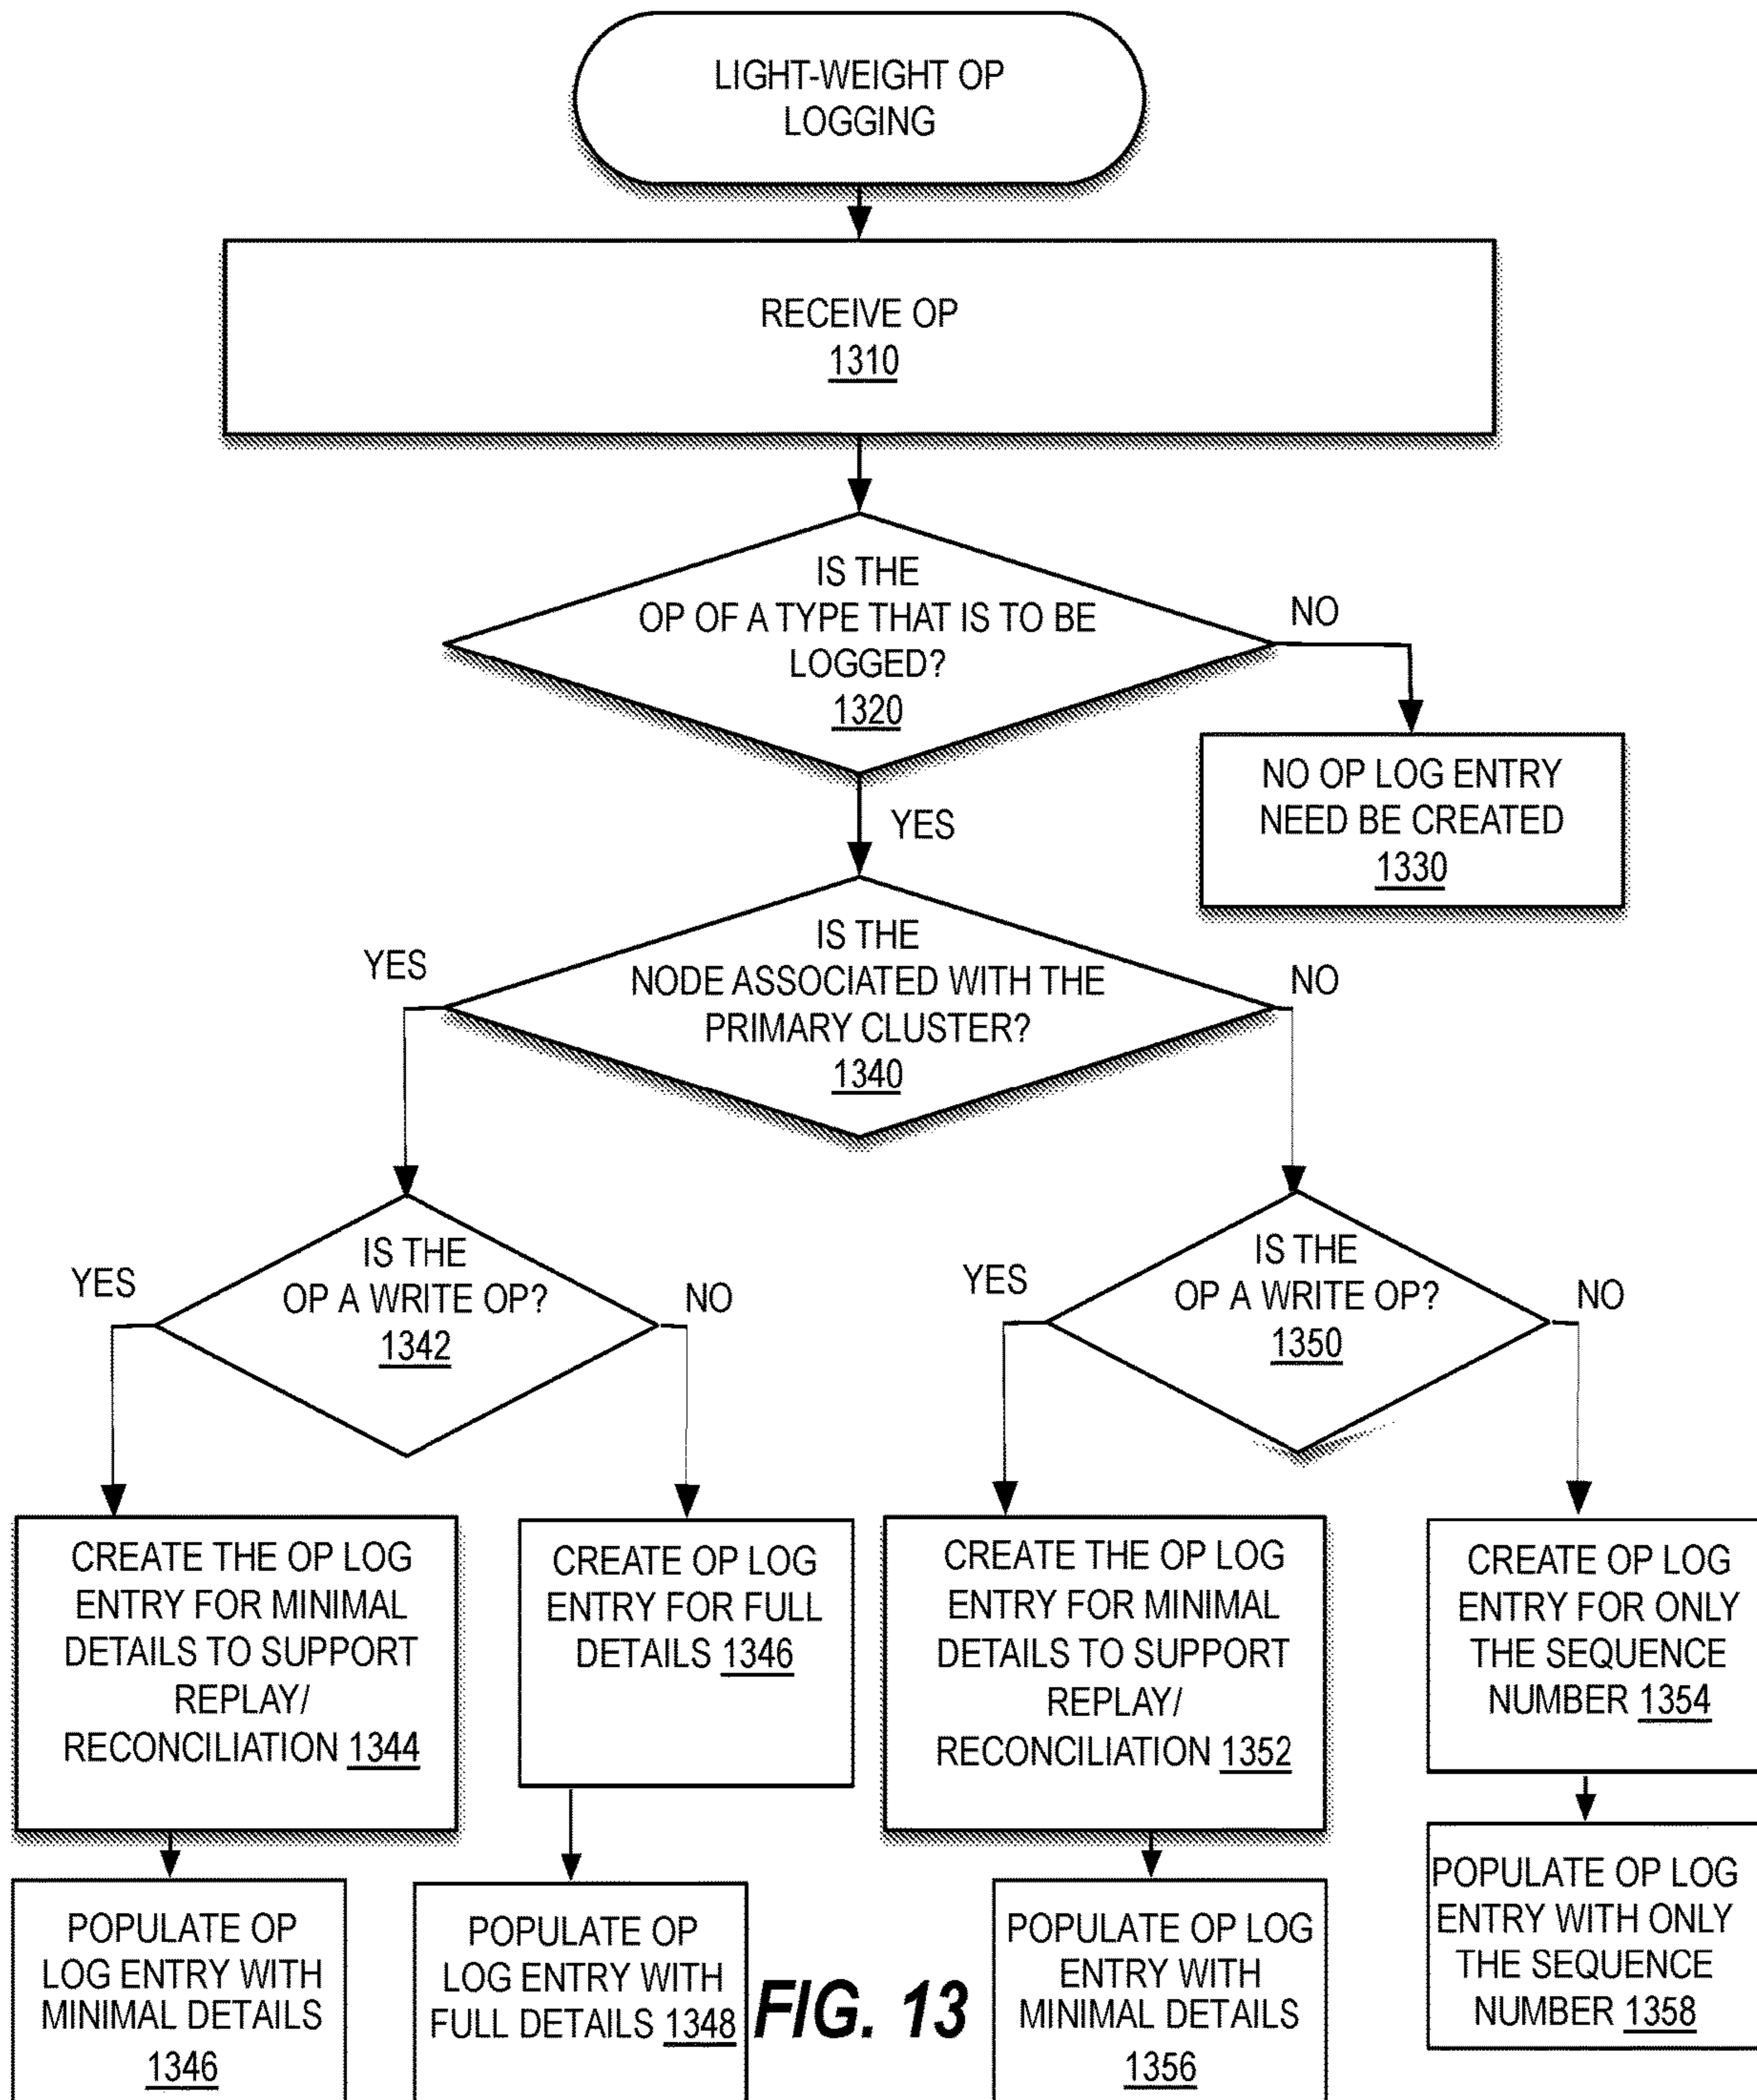 LIGHT-WEIGHT OP
LOGGING
RECEIVE OP
1310
IS THE
OP OF A TYPE THAT IS TO BE
LOGGED?
1320
NO
NO OP LOG ENTRY
NEED BE CREATED
1330
YES
IS THE
NODE ASSOCIATED WITH THE
PRIMARY CLUSTER?
1340
YES
NO
IS THE
OP A WRITE OP?
1342
YES
NO
IS THE
OP A WRITE OP?
1350
YES
NO
CREATE THE OP LOG
ENTRY FOR MINIMAL
DETAILS TO SUPPORT
REPLAY/
RECONCILIATION 1344
CREATE OP LOG
ENTRY FOR FULL
DETAILS 1346
CREATE THE OP LOG
ENTRY FOR MINIMAL
DETAILS TO SUPPORT
REPLAY/
RECONCILIATION 1352
CREATE OP LOG
ENTRY FOR ONLY
THE SEQUENCE
NUMBER 1354
POPULATE OP
LOG ENTRY WITH
MINIMAL DETAILS
1346
POPULATE OP
LOG ENTRY WITH
FULL DETAILS 1348
POPULATE OP LOG
ENTRY WITH
MINIMAL DETAILS
1356
POPULATE OP LOG
ENTRY WITH ONLY
THE SEQUENCE
NUMBER 1358
FIG. 13